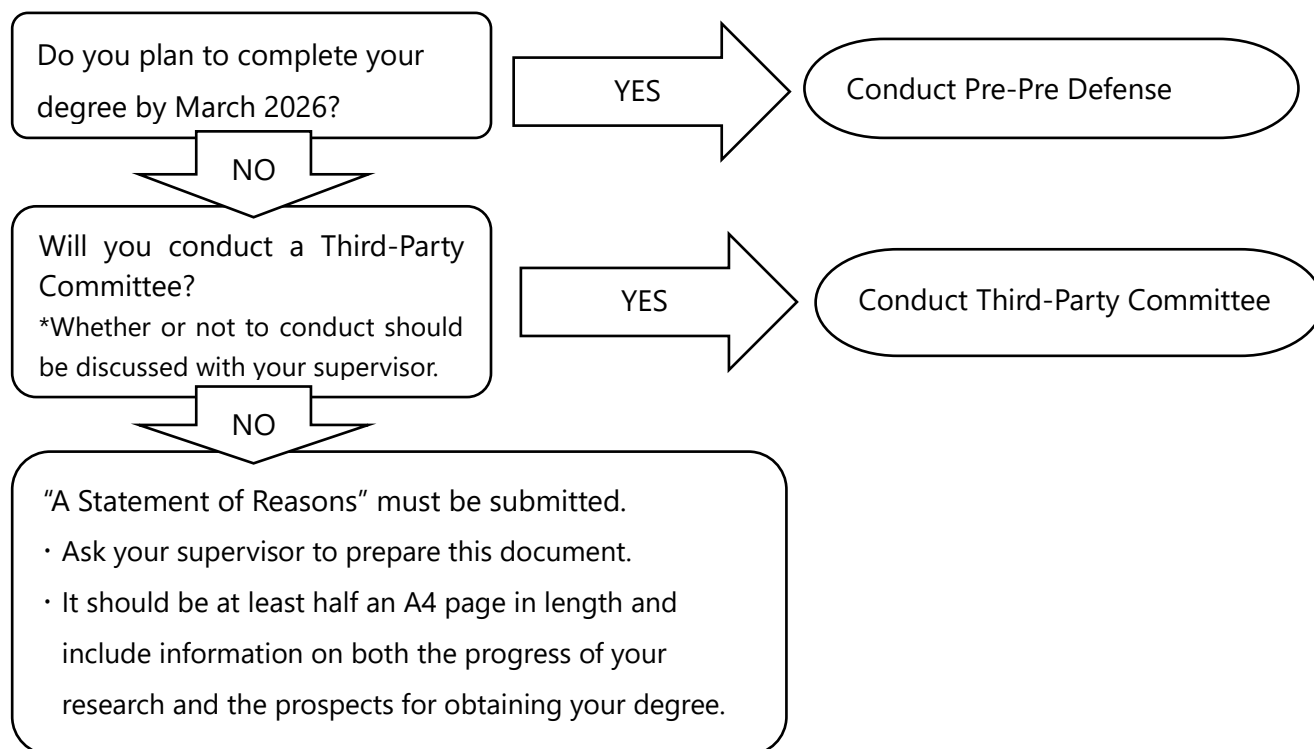 Do you plan to complete your
degree by March 2026?
YES
Conduct Pre-Pre Defense
NO
Will you conduct a Third-Party
Committee?
*Whether or not to conduct should
be discussed with your supervisor.
YES
Conduct Third-Party Committee
NO
“A Statement of Reasons” must be submitted.
・Ask your supervisor to prepare this document.
・It should be at least half an A4 page in length and
include information on both the progress of your
research and the prospects for obtaining your degree.